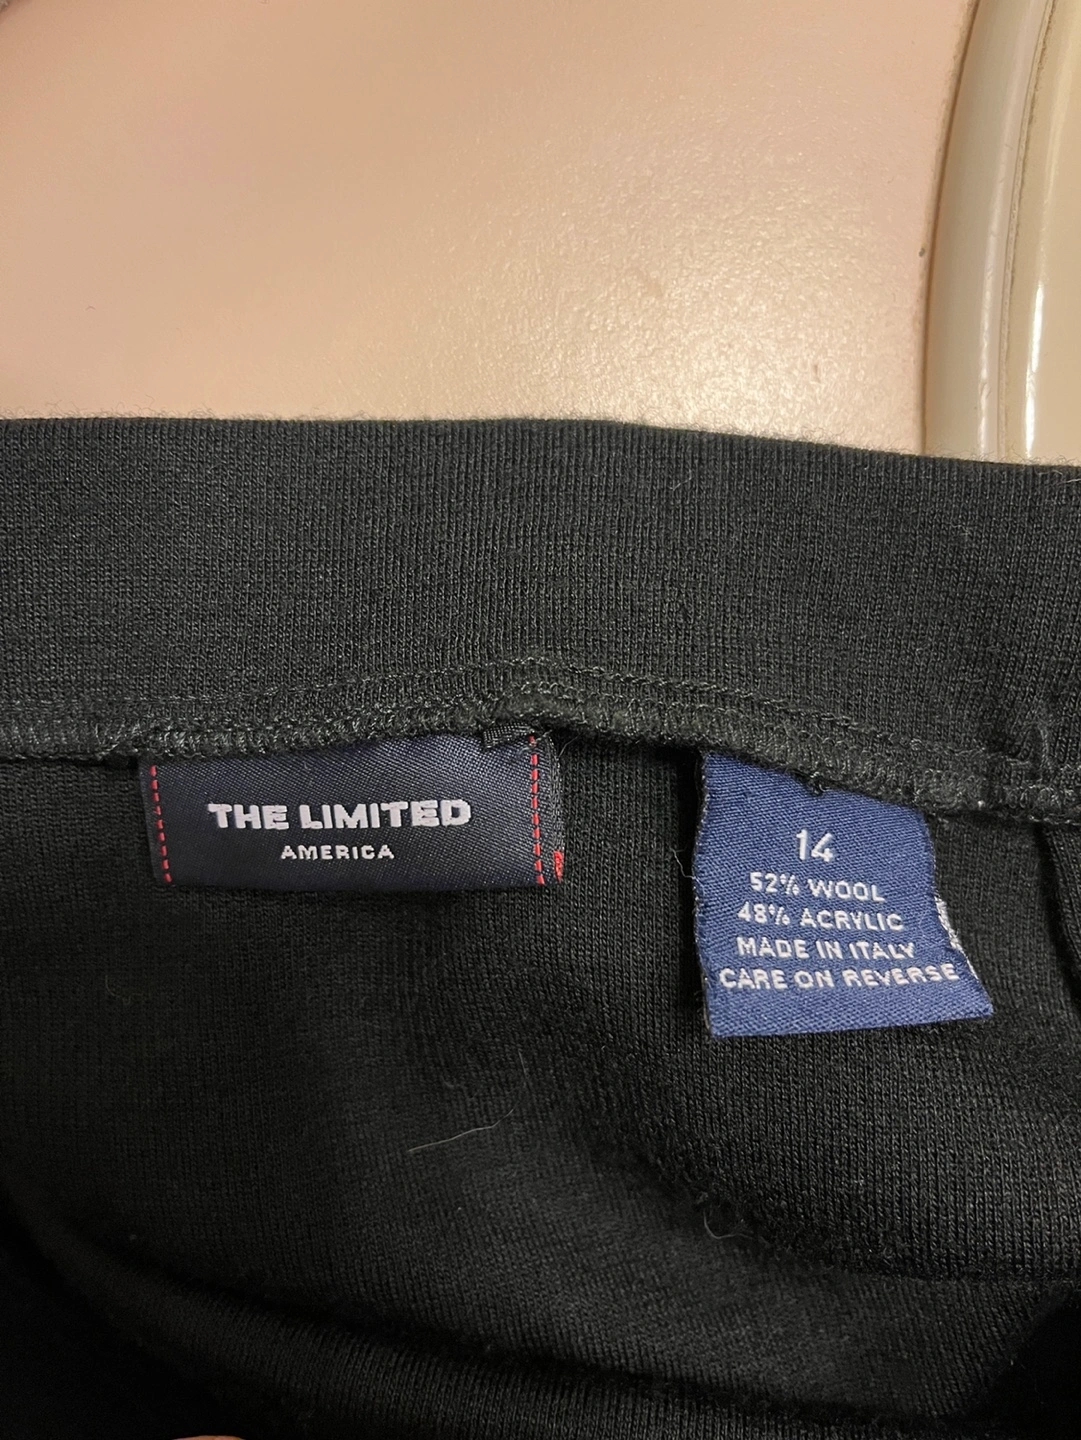 THE LIMITED
AMERICA
14
52% WOOL
48% ACRYLIC
MADE IN ITALY
CARE ON REVERSE